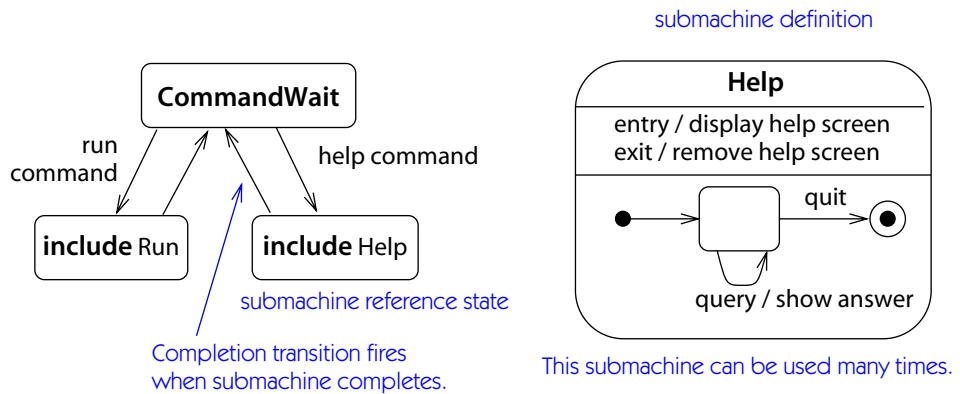 CommandWait
run
command
help command
include Run
include Help
submachine reference state
Completion transition fires
when submachine completes.
submachine definition
Help
entry / display help screen
exit / remove help screen
quit
query / show answer
This submachine can be used many times.